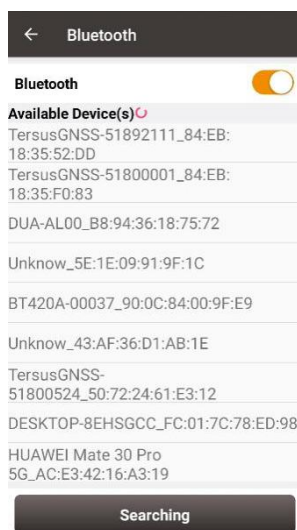 Bluetooth
Bluetooth
Available Device(s)
TersusGNSS-51892111_84:EB:
18:35:52:DD
TersusGNSS-51800001_84:EB:
18:35:F0:83
DUA-AL00_B8:94:36:18:75:72
Unknow_5E:1E:09:91:9F:1C
BT420A-00037_90:0C:84:00:9F:E9
Unknow_43:AF:36:D1:AB:1E
TersusGNSS-
51800524_50:72:24:61:E3:12
DESKTOP-8EHSGCC_FC:01:7C:78:ED:98
HUAWEI Mate 30 Pro
5G_AC:E3:42:16:A3:19
Searching